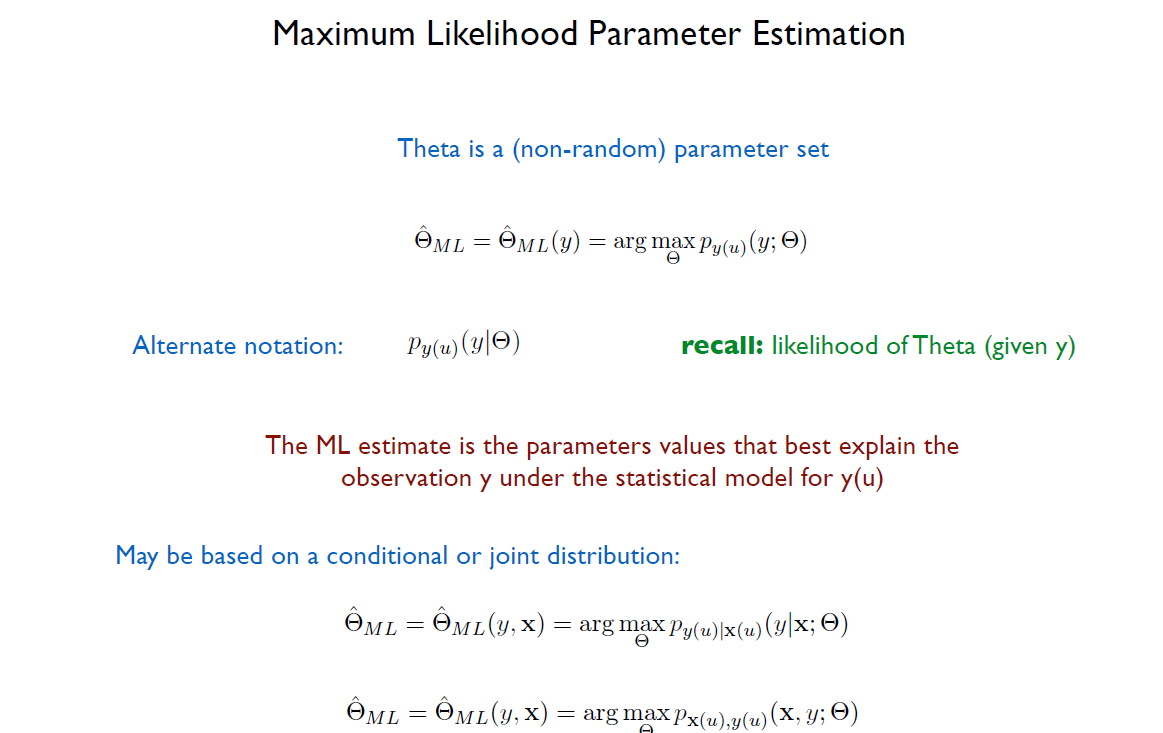 Maximum Likelihood Parameter Estimation
Theta is a (non-random) parameter set
$\hat{\Theta}_{ML} = \hat{\Theta}_{ML}(y) = \arg\max_{\Theta} p_{y(u)}(y; \Theta)$
Alternate notation: $p_{y(u)}(y|\Theta)$ recall: likelihood of Theta (given y)
The ML estimate is the parameters values that best explain the
observation y under the statistical model for y(u)
May be based on a conditional or joint distribution:
$\hat{\Theta}_{ML} = \hat{\Theta}_{ML}(y, \mathbf{x}) = \arg\max_{\Theta} p_{y(u)|\mathbf{x}(u)}(y|\mathbf{x}; \Theta)$
$\hat{\Theta}_{ML} = \hat{\Theta}_{ML}(y, \mathbf{x}) = \arg\max_{\Theta} p_{\mathbf{x}(u),y(u)}(\mathbf{x}, y; \Theta)$